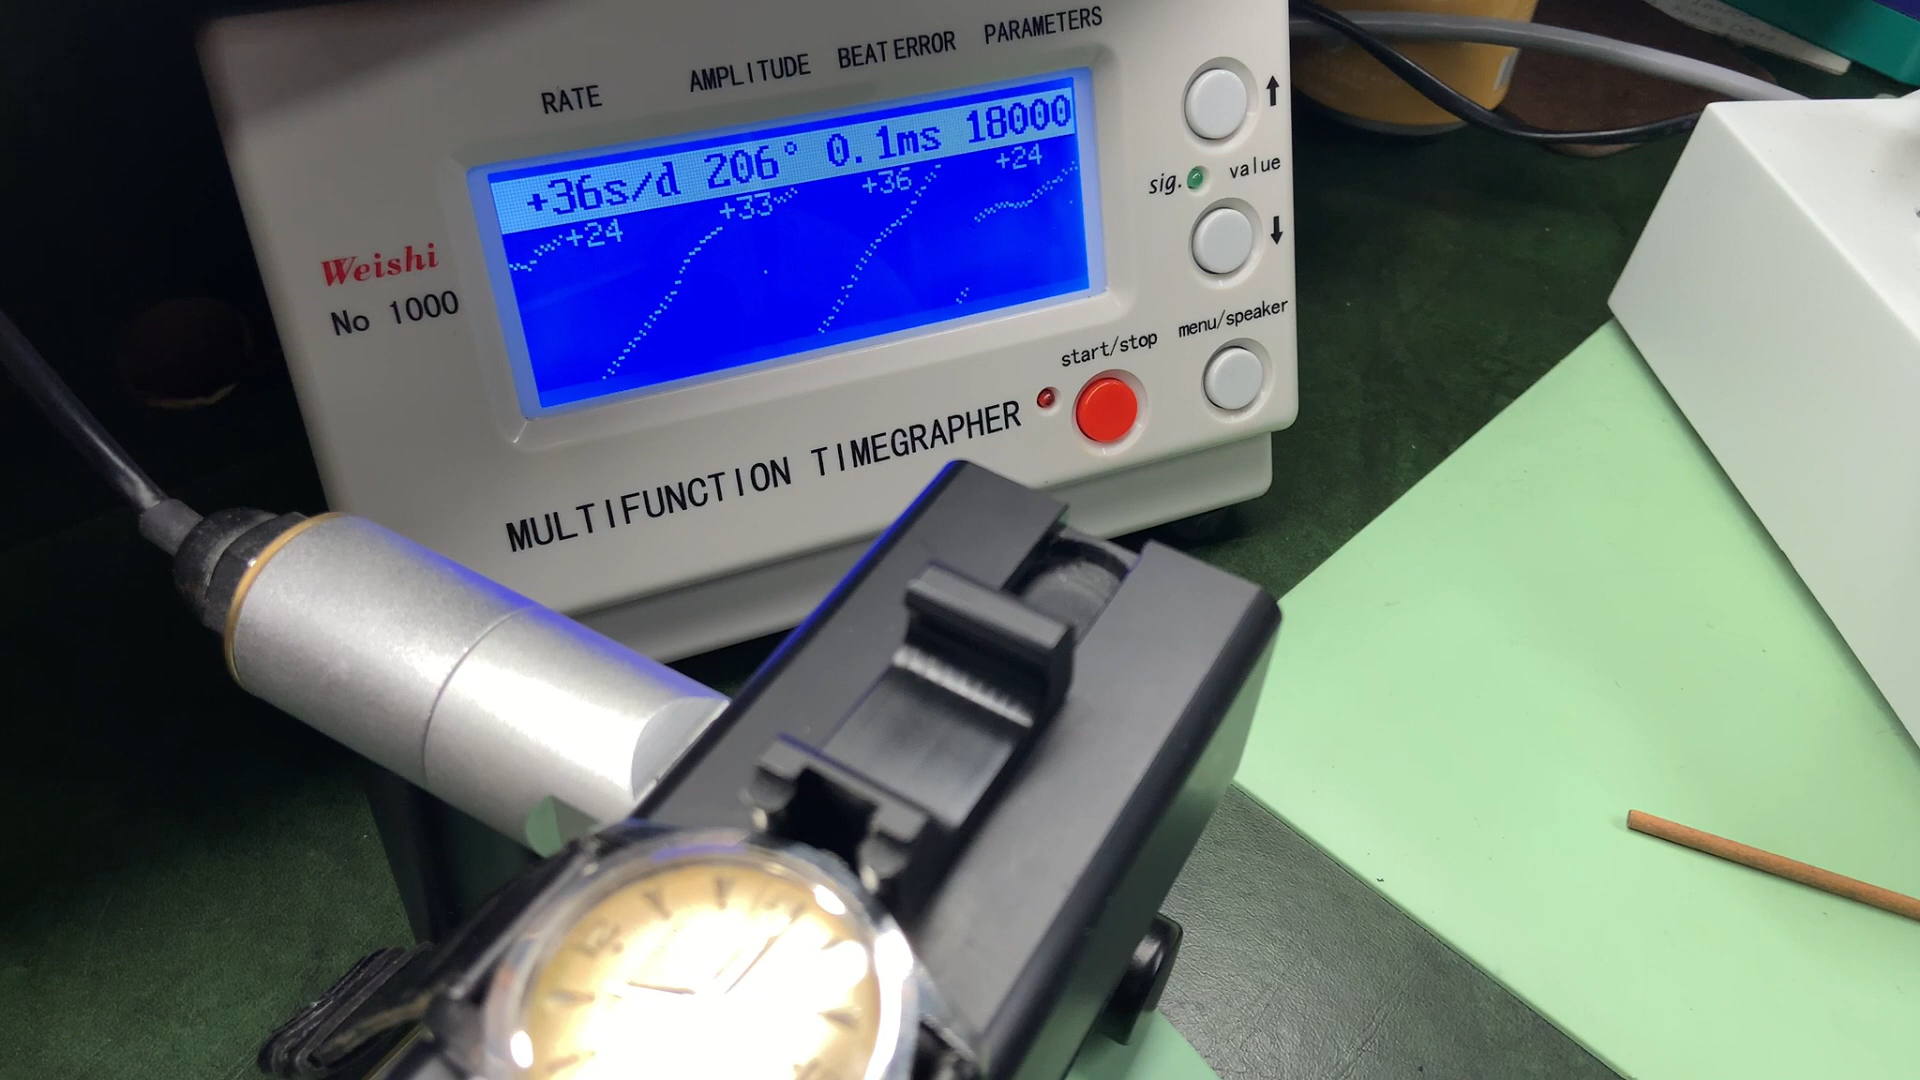 RATE AMPLITUDE BEAT ERROR PARAMETERS
+36s/d 206° 0.1ms 18000
+24 +33 +36 +24
Weishi
No 1000
sig. value
menu/speaker
start/stop
MULTIFUNCTION TIMEGRAPHER